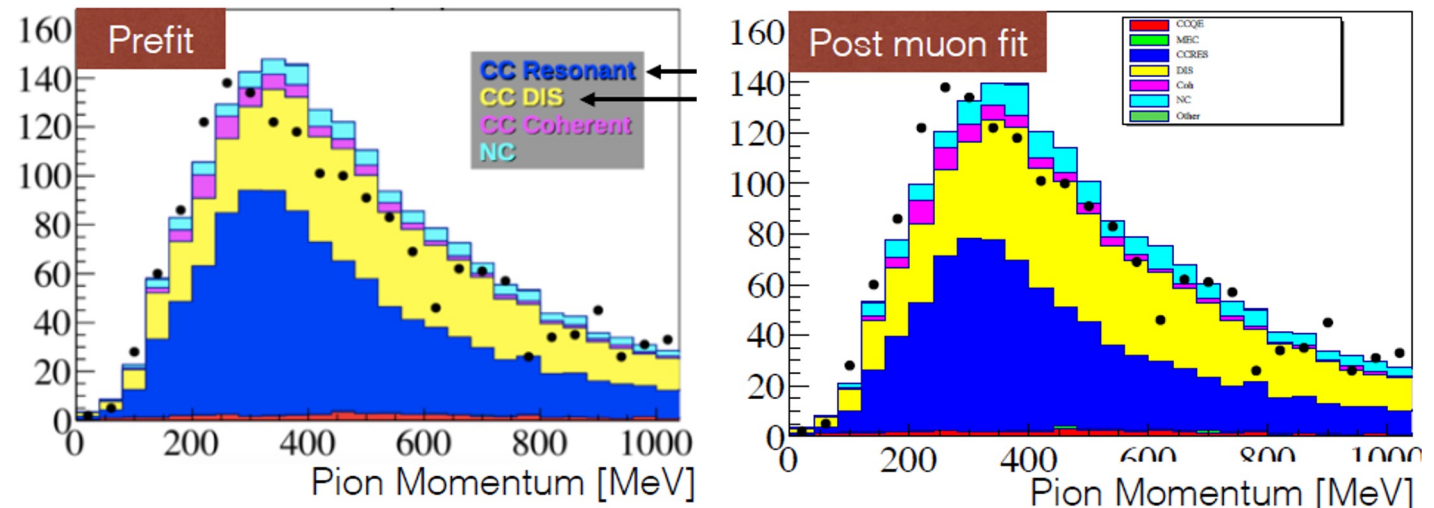 Prefit
160
140
120
100
80
60
40
20
0
CC Resonant
CC DIS
CC Coherent
NC
0 200 400 600 800 1000
Pion Momentum [MeV]
Post muon fit
160
140
120
100
80
60
40
20
0
CCQE
MEC
CCRES
DIS
Coh
NC
Other
0 200 400 600 800 1000
Pion Momentum [MeV]